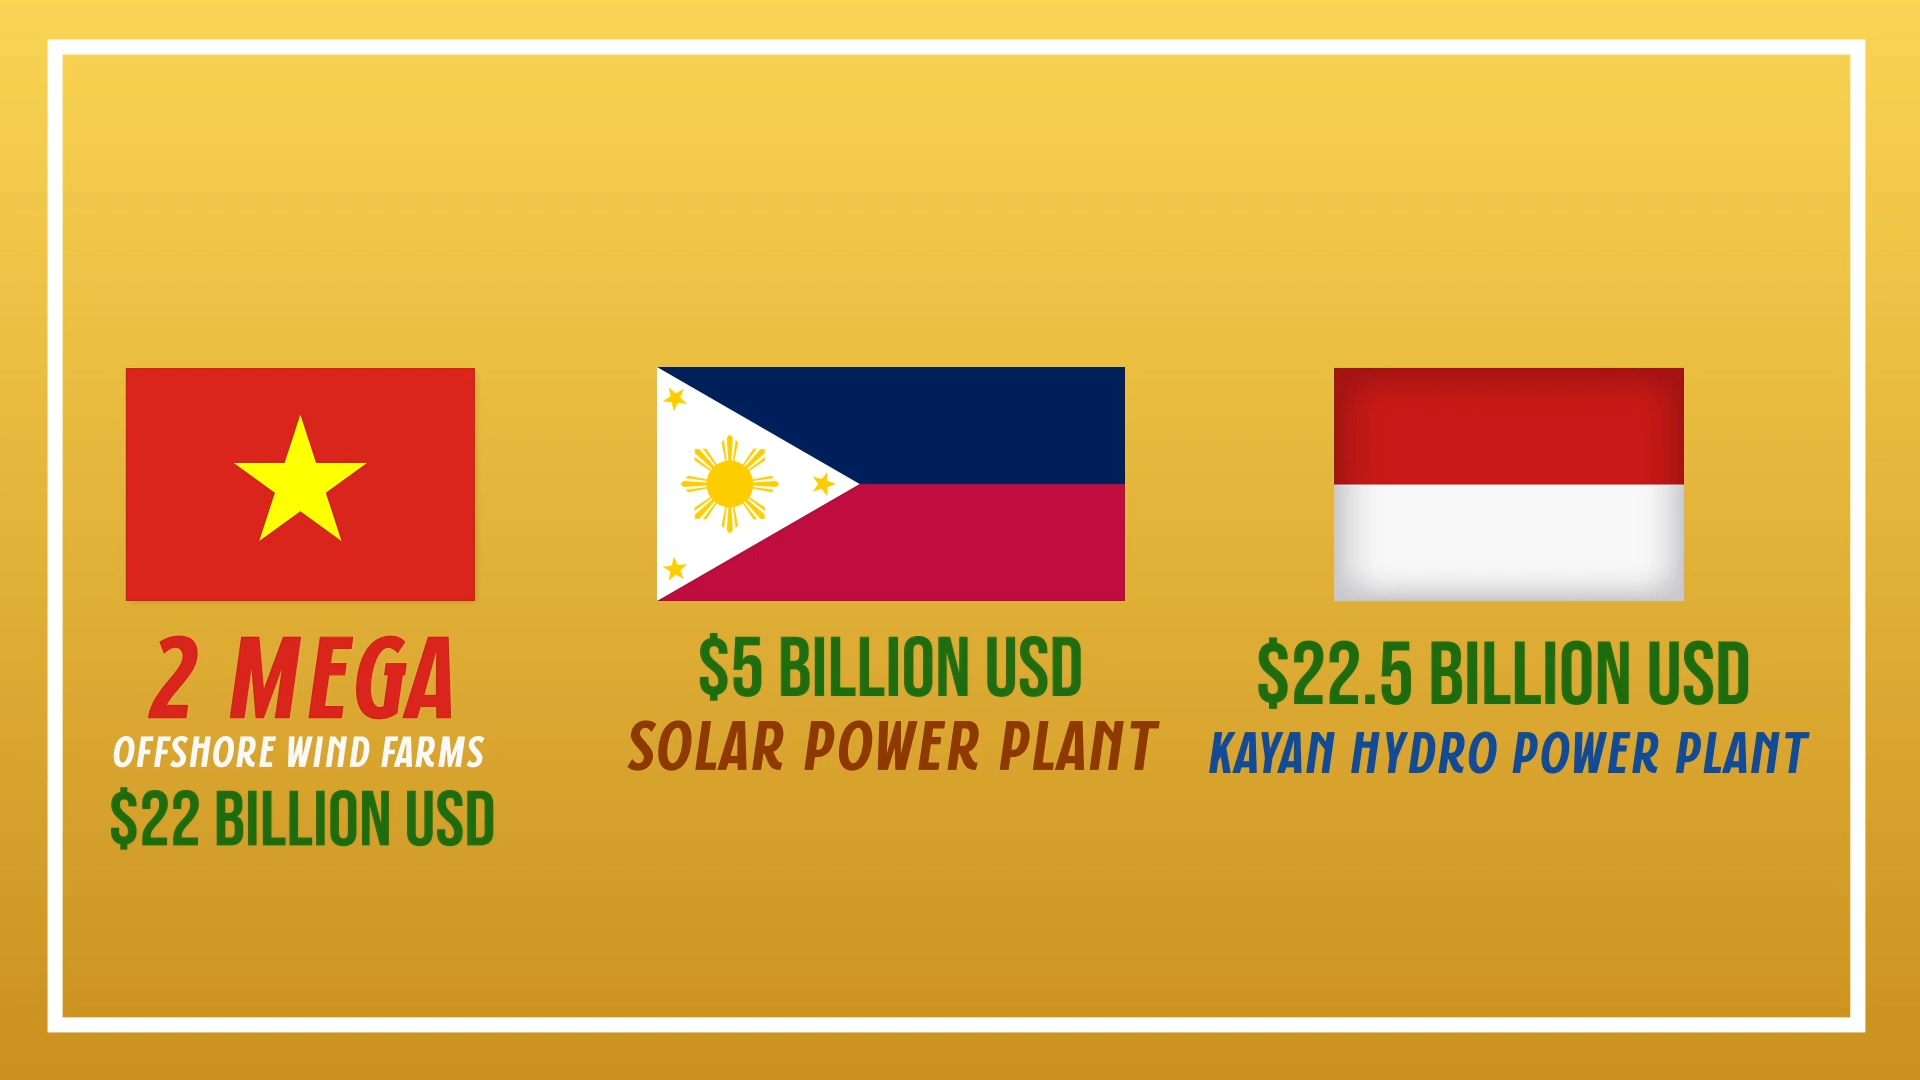 2 MEGA
OFFSHORE WIND FARMS
$22 BILLION USD
$5 BILLION USD
SOLAR POWER PLANT
$22.5 BILLION USD
KAYAN HYDRO POWER PLANT